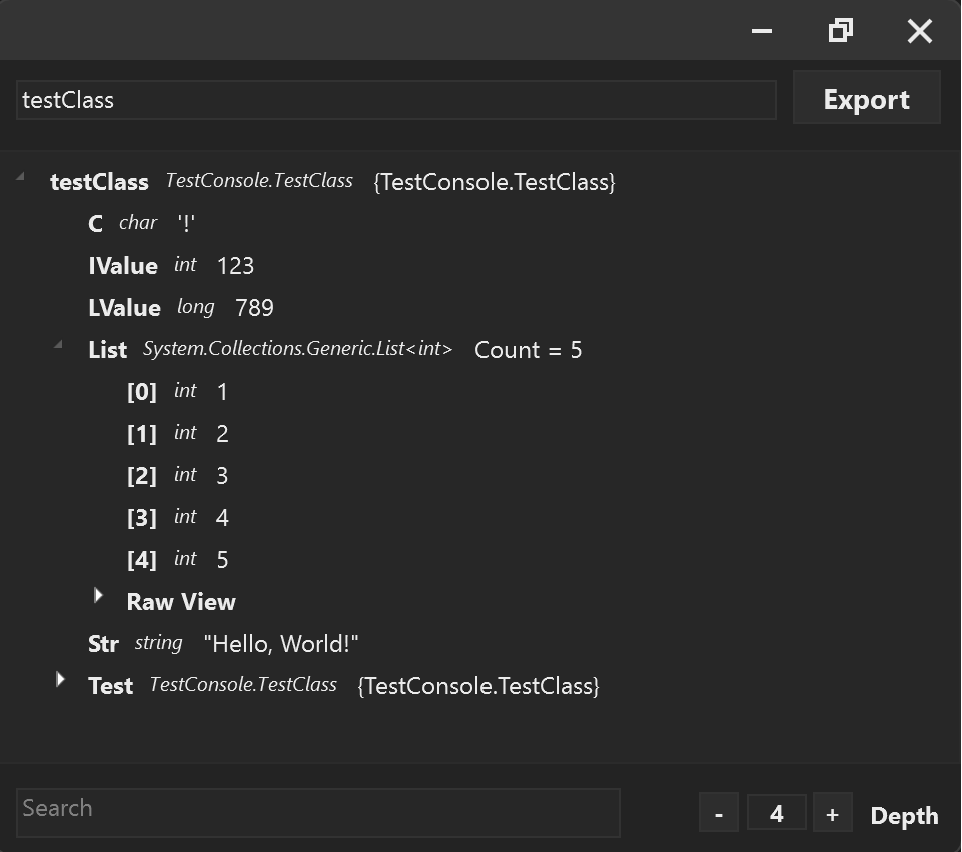 testClass Export
testClass TestConsole.TestClass {TestConsole.TestClass}
C char '!'
IValue int 123
LValue long 789
List System.Collections.Generic.List<int> Count = 5
[0] int 1
[1] int 2
[2] int 3
[3] int 4
[4] int 5
Raw View
Str string "Hello, World!"
Test TestConsole.TestClass {TestConsole.TestClass}
Search - 4 + Depth